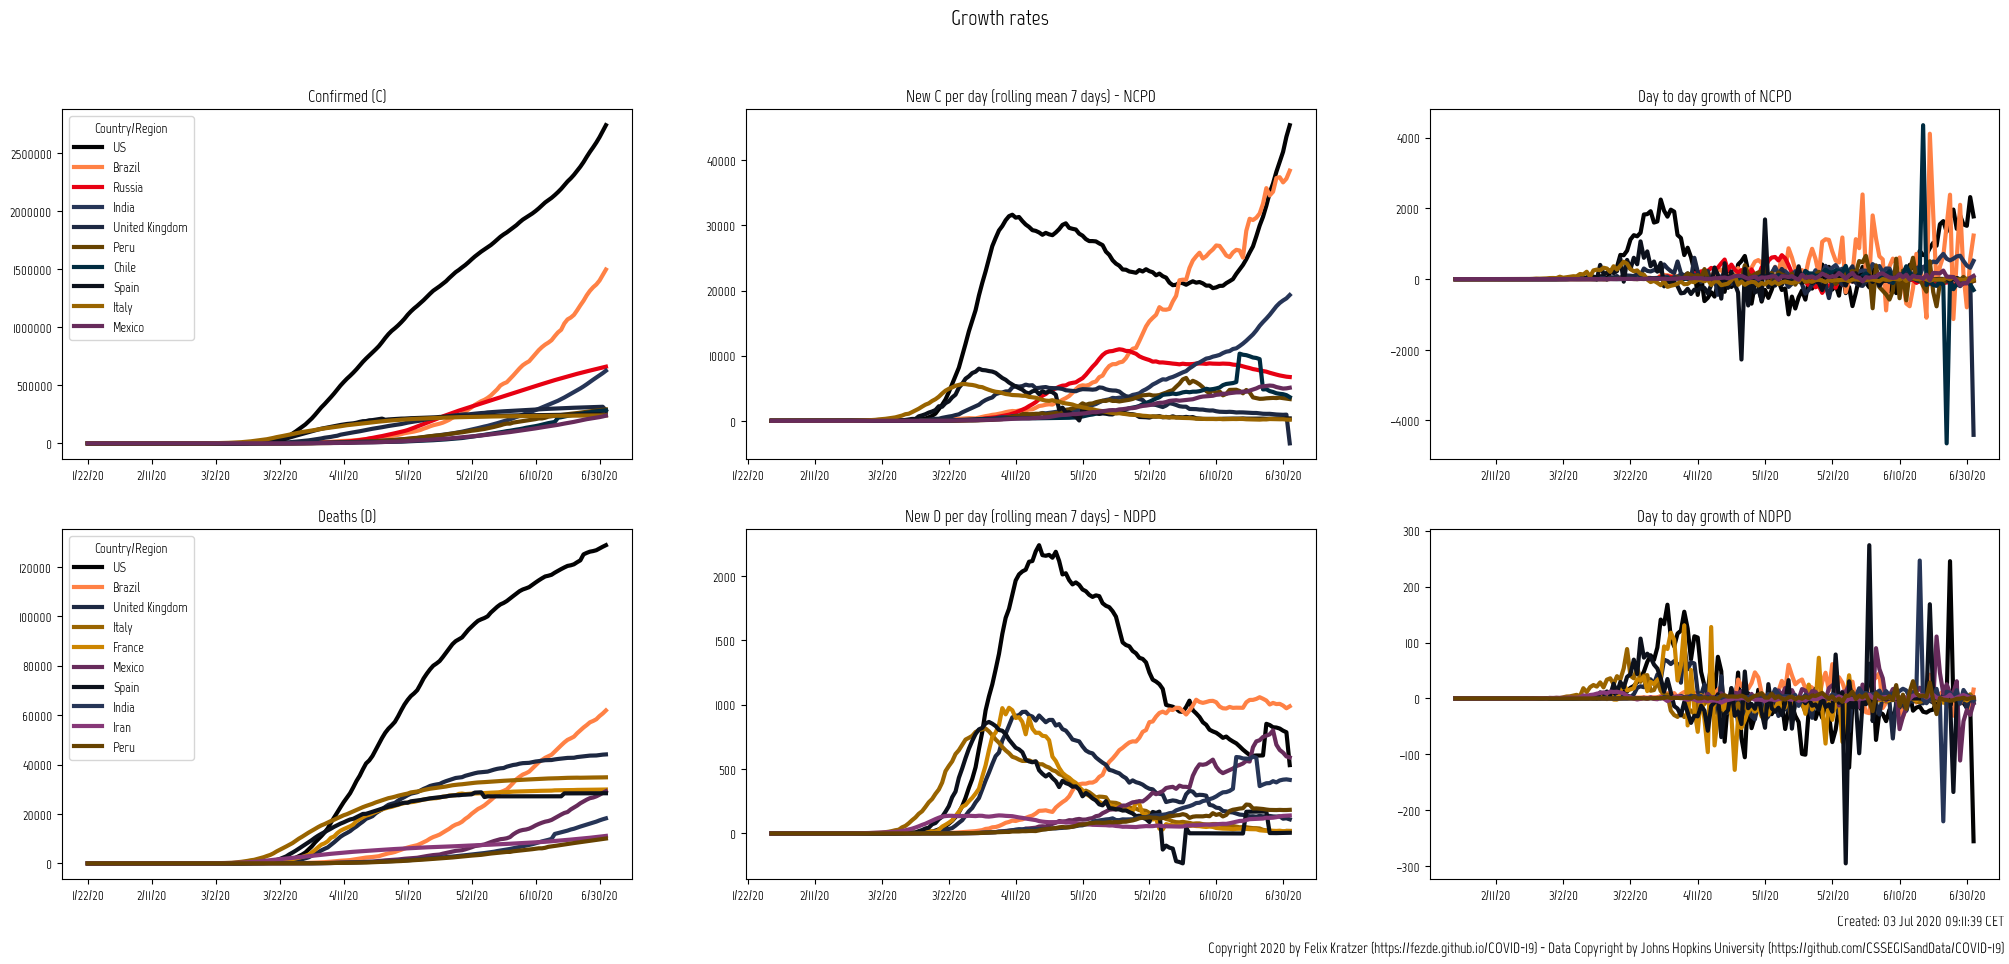 Growth rates
Confirmed (C)
Country/Region
US
Brazil
Russia
India
United Kingdom
Peru
Chile
Spain
Italy
Mexico
2500000
2000000
1500000
1000000
500000
0
1/22/20 2/11/20 3/2/20 3/22/20 4/11/20 5/1/20 5/21/20 6/10/20 6/30/20
New C per day (rolling mean 7 days) - NCPD
40000
30000
20000
10000
0
1/22/20 2/11/20 3/2/20 3/22/20 4/11/20 5/1/20 5/21/20 6/10/20 6/30/20
Day to day growth of NCPD
4000
2000
0
−2000
−4000
2/11/20 3/2/20 3/22/20 4/11/20 5/1/20 5/21/20 6/10/20 6/30/20
Deaths (D)
Country/Region
US
Brazil
United Kingdom
Italy
France
Mexico
Spain
India
Iran
Peru
120000
100000
80000
60000
40000
20000
0
1/22/20 2/11/20 3/2/20 3/22/20 4/11/20 5/1/20 5/21/20 6/10/20 6/30/20
New D per day (rolling mean 7 days) - NDPD
2000
1500
1000
500
0
1/22/20 2/11/20 3/2/20 3/22/20 4/11/20 5/1/20 5/21/20 6/10/20 6/30/20
Day to day growth of NDPD
300
200
100
0
−100
−200
−300
2/11/20 3/2/20 3/22/20 4/11/20 5/1/20 5/21/20 6/10/20 6/30/20
Created: 03 Jul 2020 09:11:39 CET
Copyright 2020 by Felix Kratzer (https://fezde.github.io/COVID-19) - Data Copyright by Johns Hopkins University (https://github.com/CSSEGISandData/COVID-19)